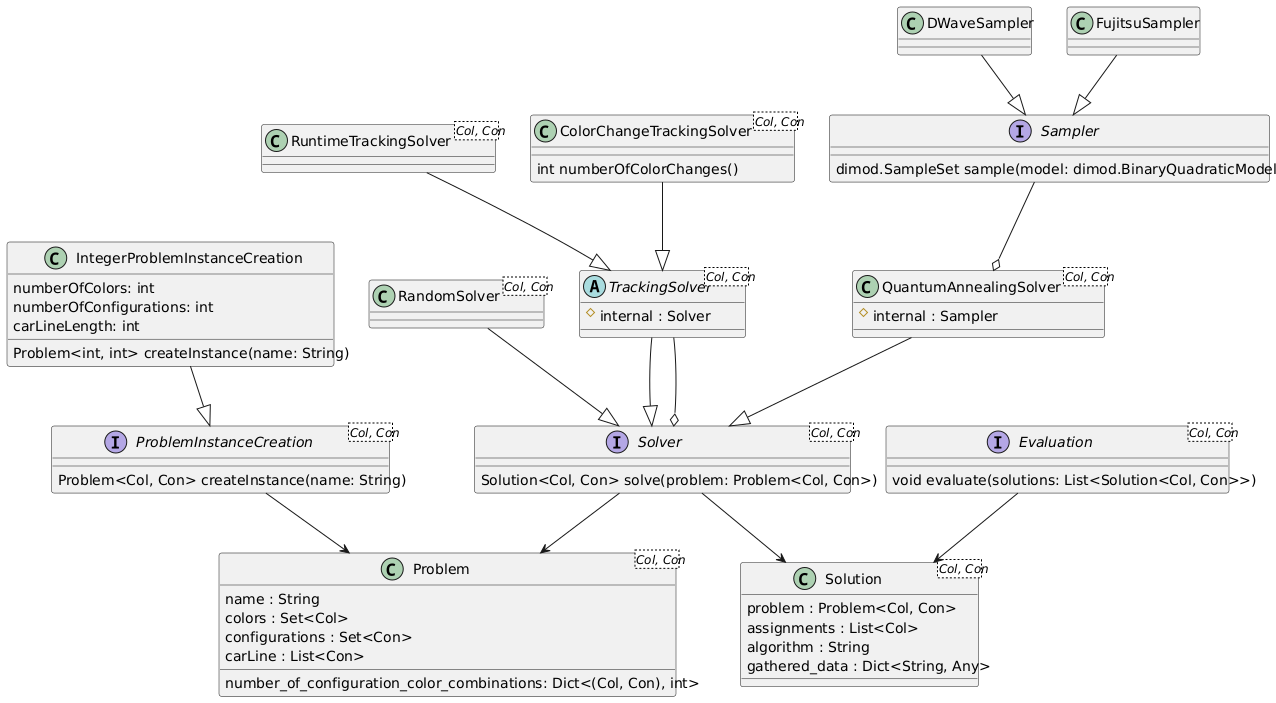 C DWaveSampler
C FujitsuSampler
C RuntimeTrackingSolver
Col, Con
C ColorChangeTrackingSolver
Col, Con
int numberOfColorChanges()
I Sampler
dimod.SampleSet sample(model: dimod.BinaryQuadraticModel
C IntegerProblemInstanceCreation
numberOfColors: int
numberOfConfigurations: int
carLineLength: int
Problem<int, int> createInstance(name: String)
C RandomSolver
Col, Con
A TrackingSolver
Col, Con
internal : Solver
C QuantumAnnealingSolver
Col, Con
internal : Sampler
I ProblemInstanceCreation
Col, Con
Problem<Col, Con> createInstance(name: String)
I Solver
Col, Con
Solution<Col, Con> solve(problem: Problem<Col, Con>)
I Evaluation
Col, Con
void evaluate(solutions: List<Solution<Col, Con>>)
C Problem
Col, Con
name : String
colors : Set<Col>
configurations : Set<Con>
carLine : List<Con>
number_of_configuration_color_combinations: Dict<(Col, Con), int>
C Solution
Col, Con
problem : Problem<Col, Con>
assignments : List<Col>
algorithm : String
gathered_data : Dict<String, Any>